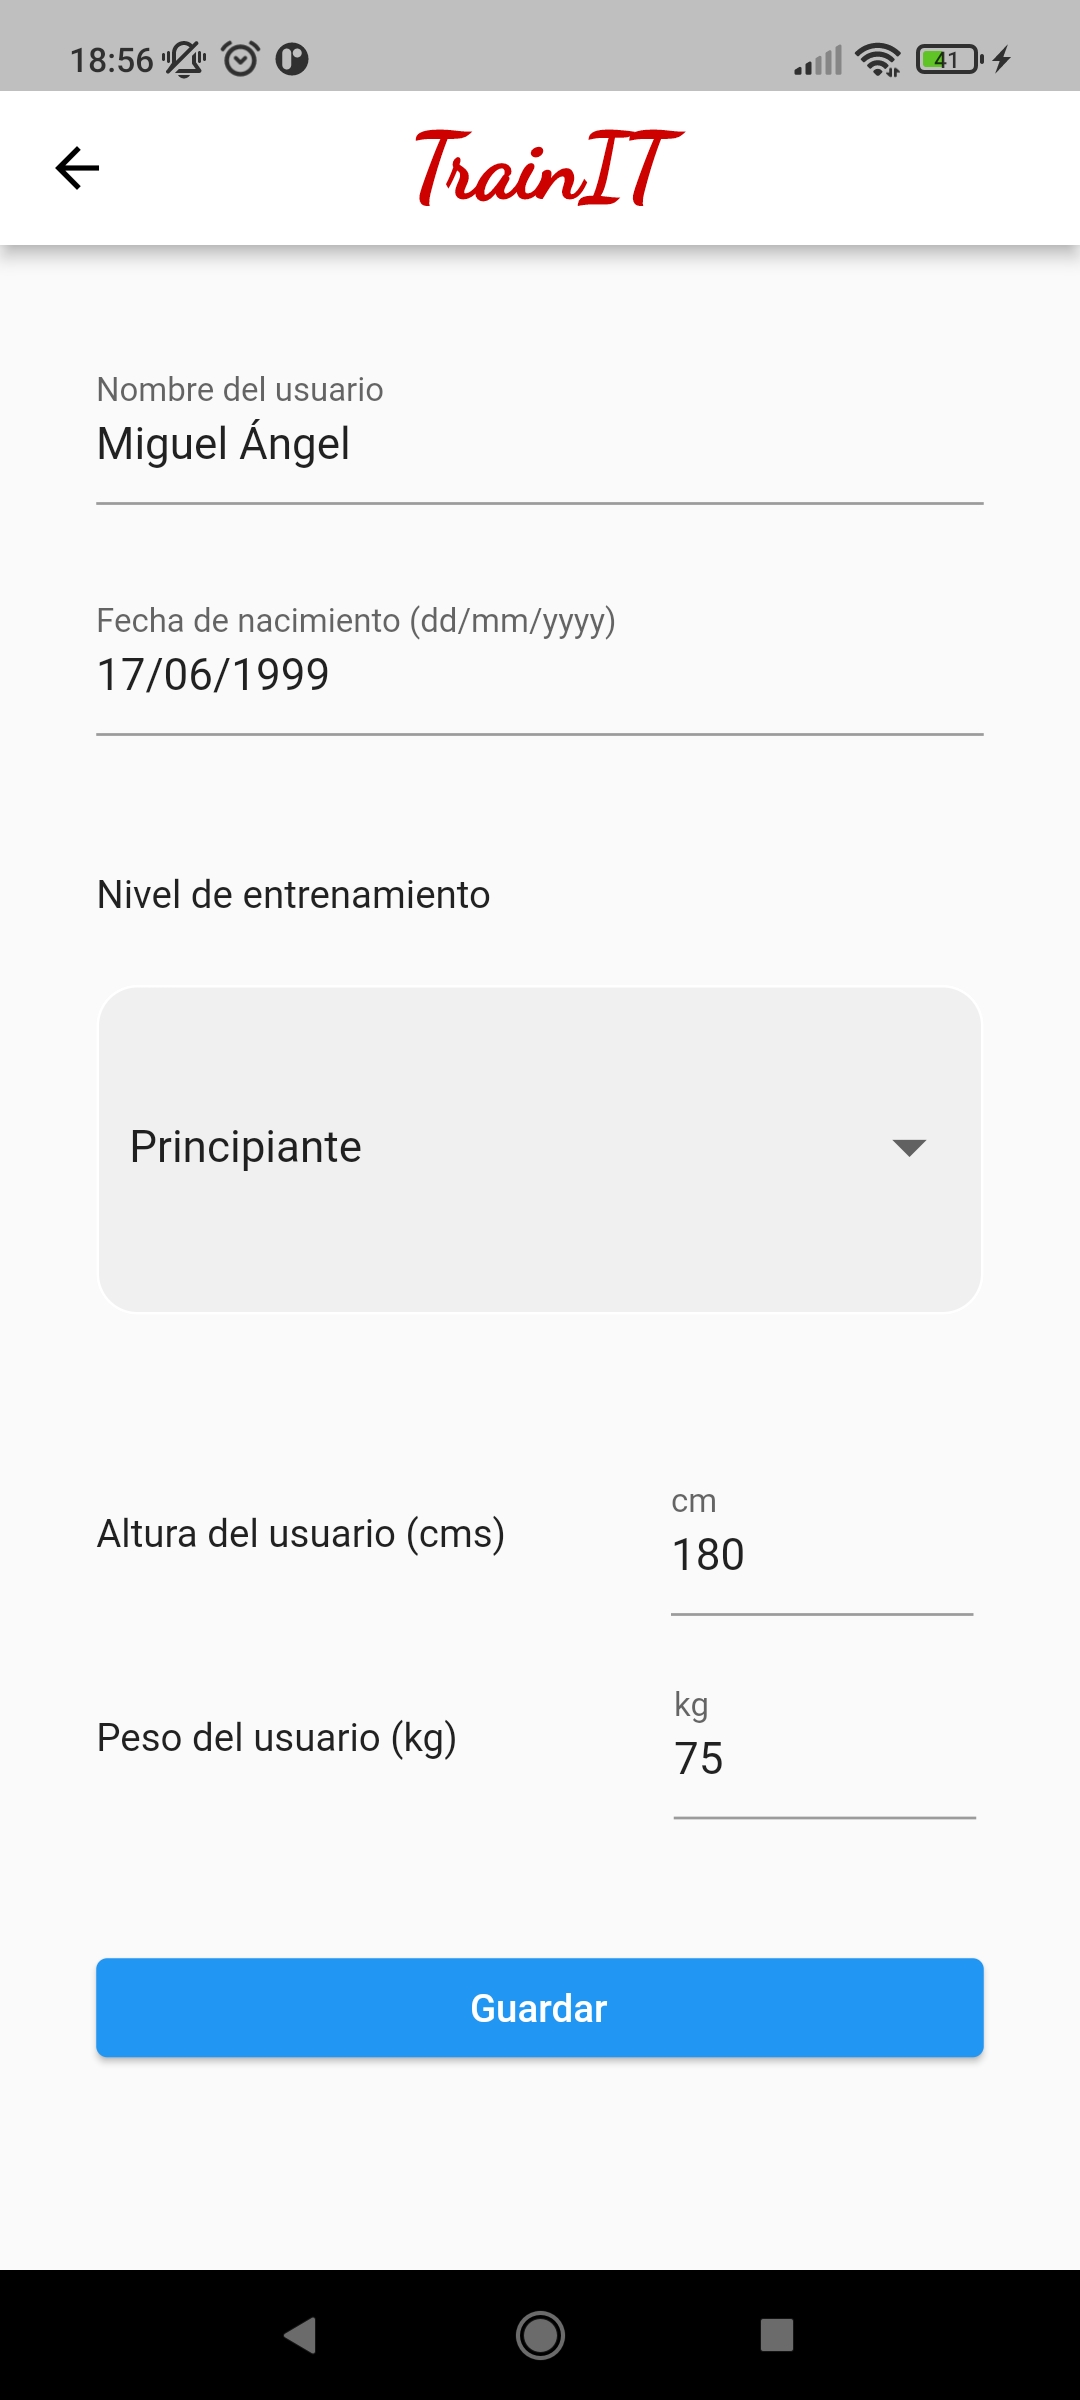 18:56
41
TrainIT
Nombre del usuario
Miguel Ángel
Fecha de nacimiento (dd/mm/yyyy)
17/06/1999
Nivel de entrenamiento
Principiante
Altura del usuario (cms)
cm
180
Peso del usuario (kg)
kg
75
Guardar